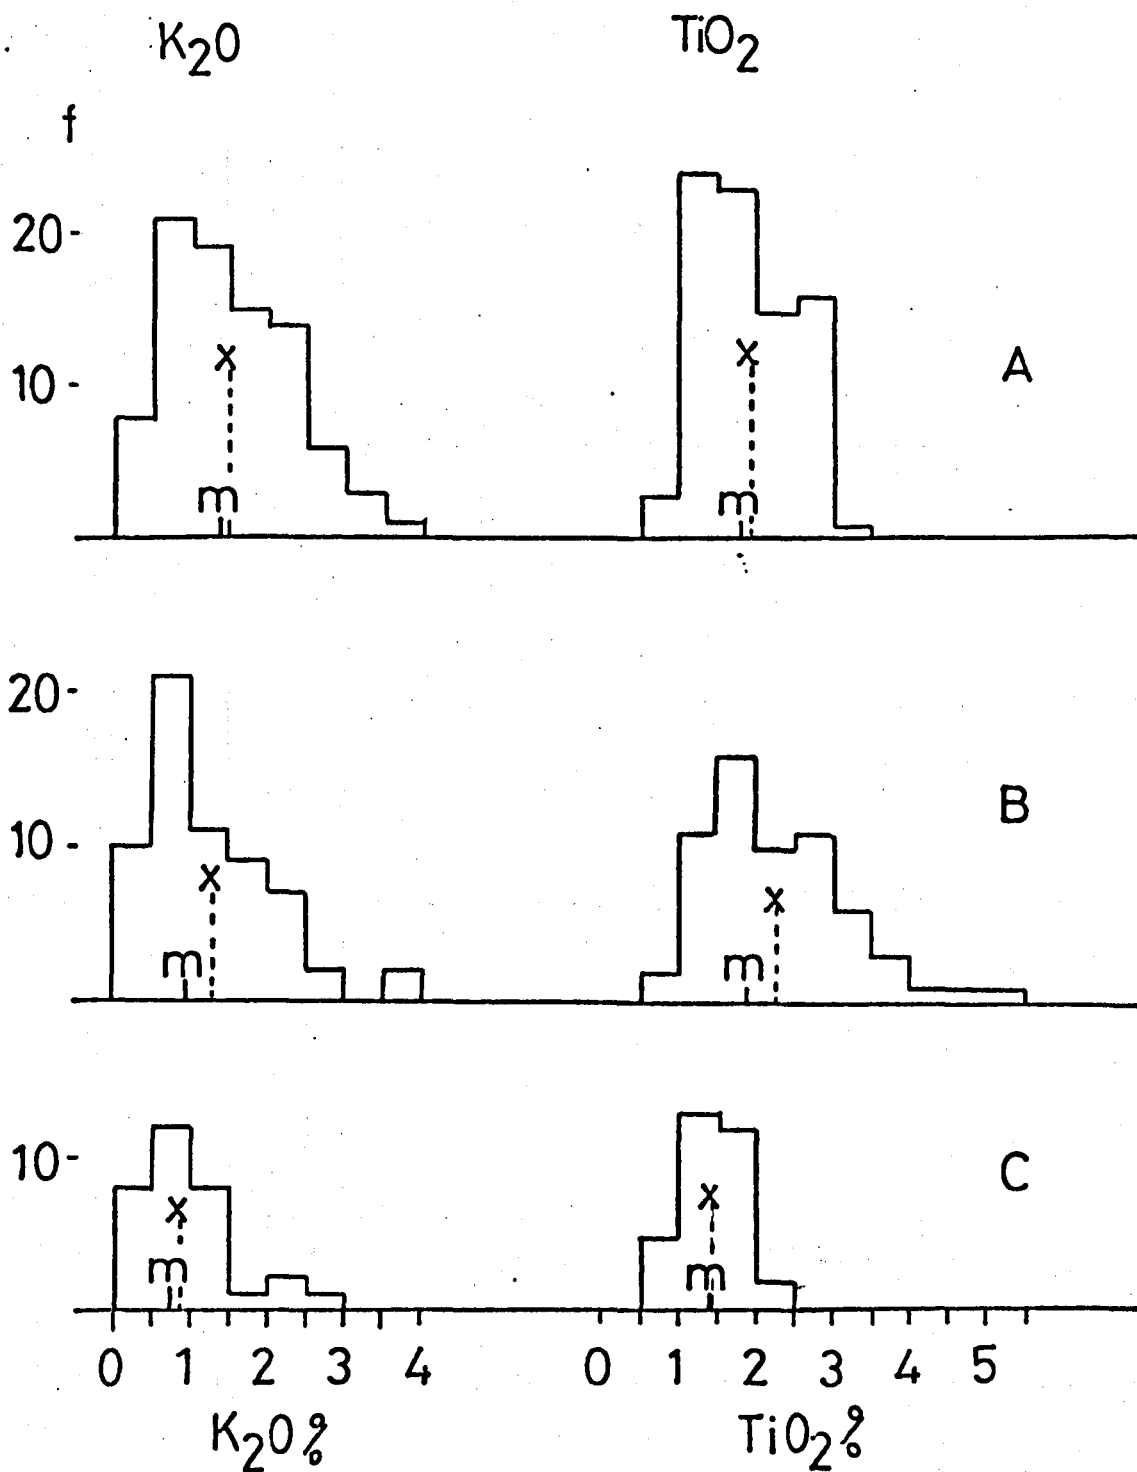 K₂O TiO₂
f
20-
10-
x x
m m
A
20-
10-
x x
m m
B
10-
x x
m m
C
0 1 2 3 4 0 1 2 3 4 5
K₂O% TiO₂%